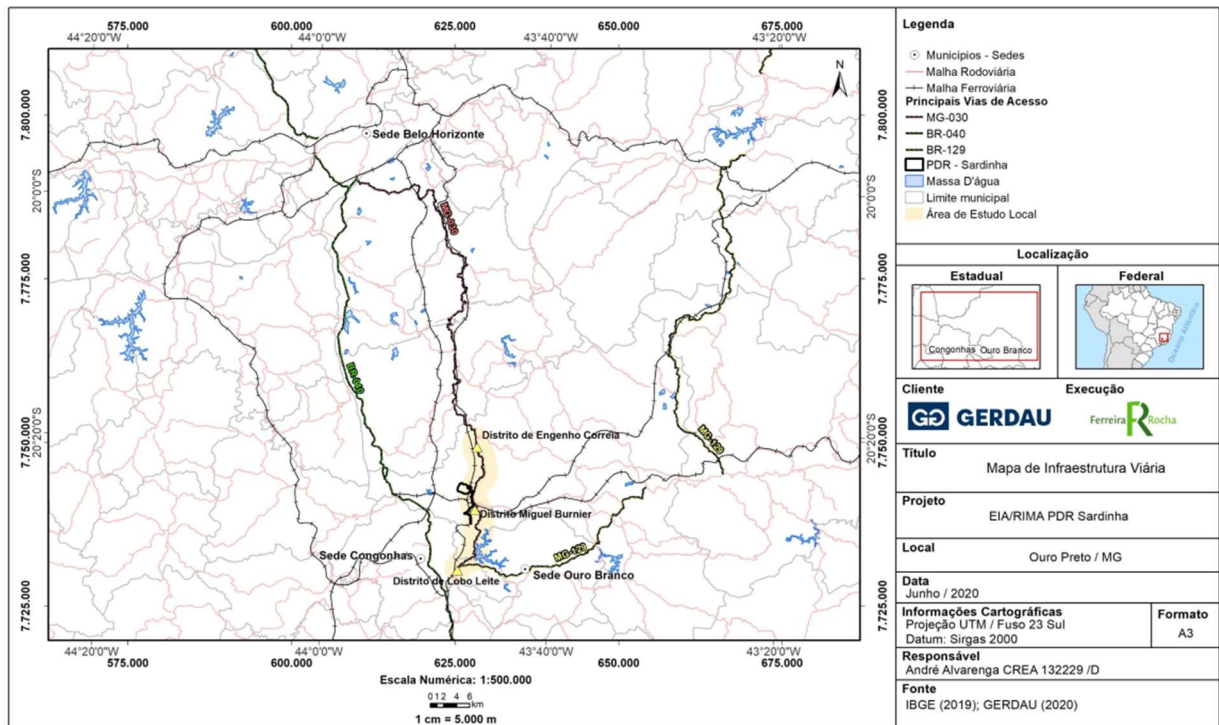 575.000 600.000 625.000 650.000 675.000
44°20'0"W 44°0'0"W 43°40'0"W 43°20'0"W
7.800.000
20°0'0"S
7.775.000
20°20'0"S
7.750.000
7.725.000
N
Sede Belo Horizonte
MG-030
BR-040
MG-129
Distrito de Engenho Correia
Distrito Miguel Burnier
Sede Congonhas
MG-129
Distrito de Lobo Leite
Sede Ouro Branco
7.800.000
20°0'0"S
7.775.000
20°20'0"S
7.750.000
7.725.000
44°20'0"W 44°0'0"W 43°40'0"W 43°20'0"W
575.000 600.000 625.000 650.000 675.000
Escala Numérica: 1:500.000
0 1 2 4 6
km
1 cm = 5.000 m
Legenda
Municipios - Sedes
Malha Rodoviária
Malha Ferroviária
Principais Vias de Acesso
MG-030
BR-040
BR-129
PDR - Sardinha
Massa D'água
Limite municipal
Área de Estudo Local
Localização
Estadual
Congonhas Ouro Branco
Federal
Oceano Atlântico
Cliente
GG GERDAU
Execução
Ferreira FR Rocha
Título
Mapa de Infraestrutura Viária
Projeto
EIA/RIMA PDR Sardinha
Local
Ouro Preto / MG
Data
Junho / 2020
Informações Cartográficas
Projeção UTM / Fuso 23 Sul
Datum: Sirgas 2000
Formato
A3
Responsável
André Alvarenga CREA 132229 /D
Fonte
IBGE (2019); GERDAU (2020)